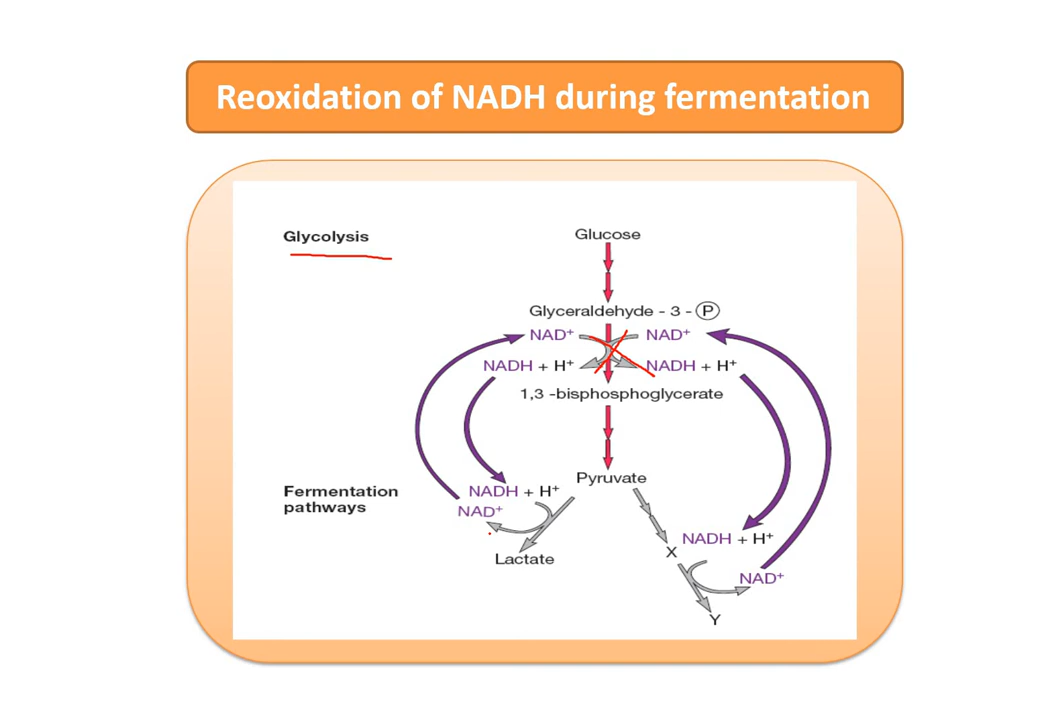 Reoxidation of NADH during fermentation
Glycolysis
Glucose
Glyceraldehyde - 3 - P
NAD⁺ NAD⁺
NADH + H⁺ NADH + H⁺
1,3 -bisphosphoglycerate
Pyruvate
Fermentation
pathways
NADH + H⁺
NAD⁺
Lactate
NADH + H⁺
X
NAD⁺
Y